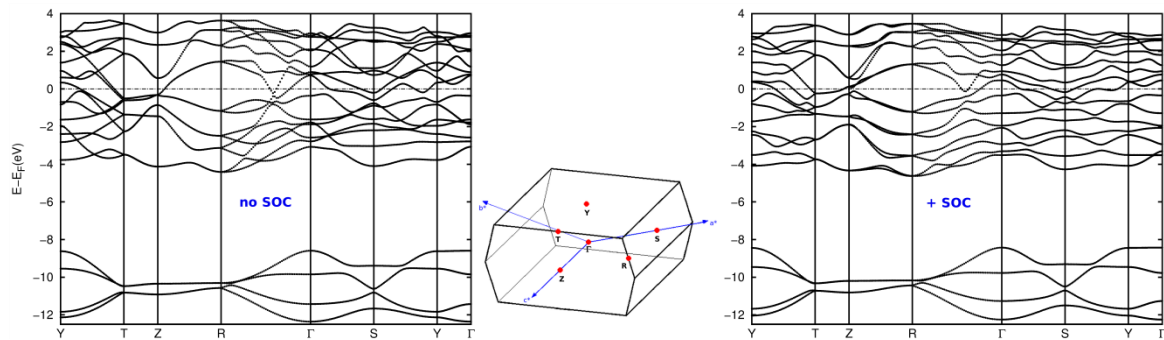 4
2
0
−2
−4
−6
−8
−10
−12
E−E_F(eV)
no SOC
Y T Z R Γ S Y Γ
b*
Y
T
Γ
S
a*
R
Z
c*
4
2
0
−2
−4
−6
−8
−10
−12
+ SOC
Y T Z R Γ S Y Γ